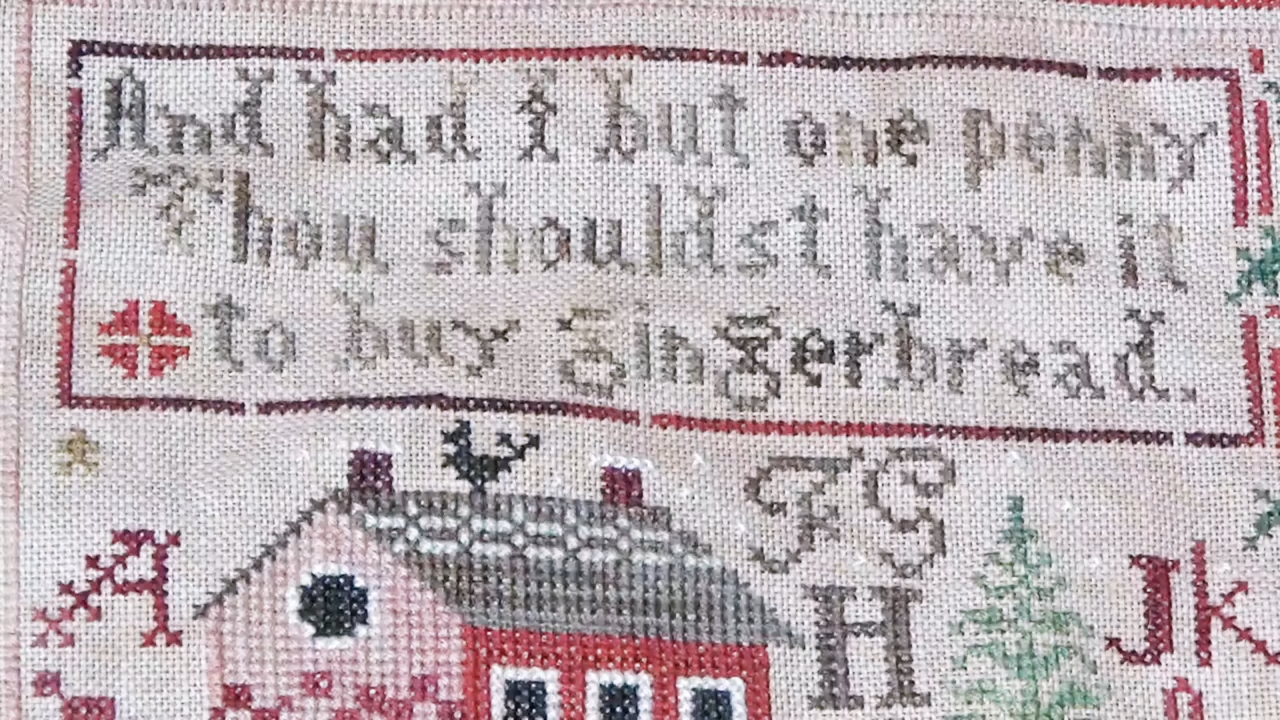 And had I but one penny
Thou shouldst have it
to buy gingerbread.
A
F G
H
J K